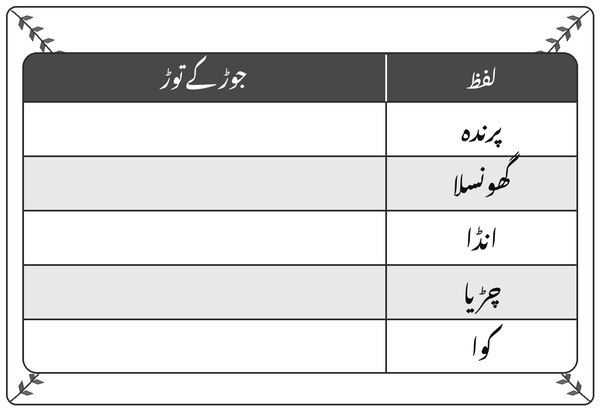 لفظ جوڑ کے توڑ
پرندہ
گھونسلا
انڈا
چڑیا
کوا